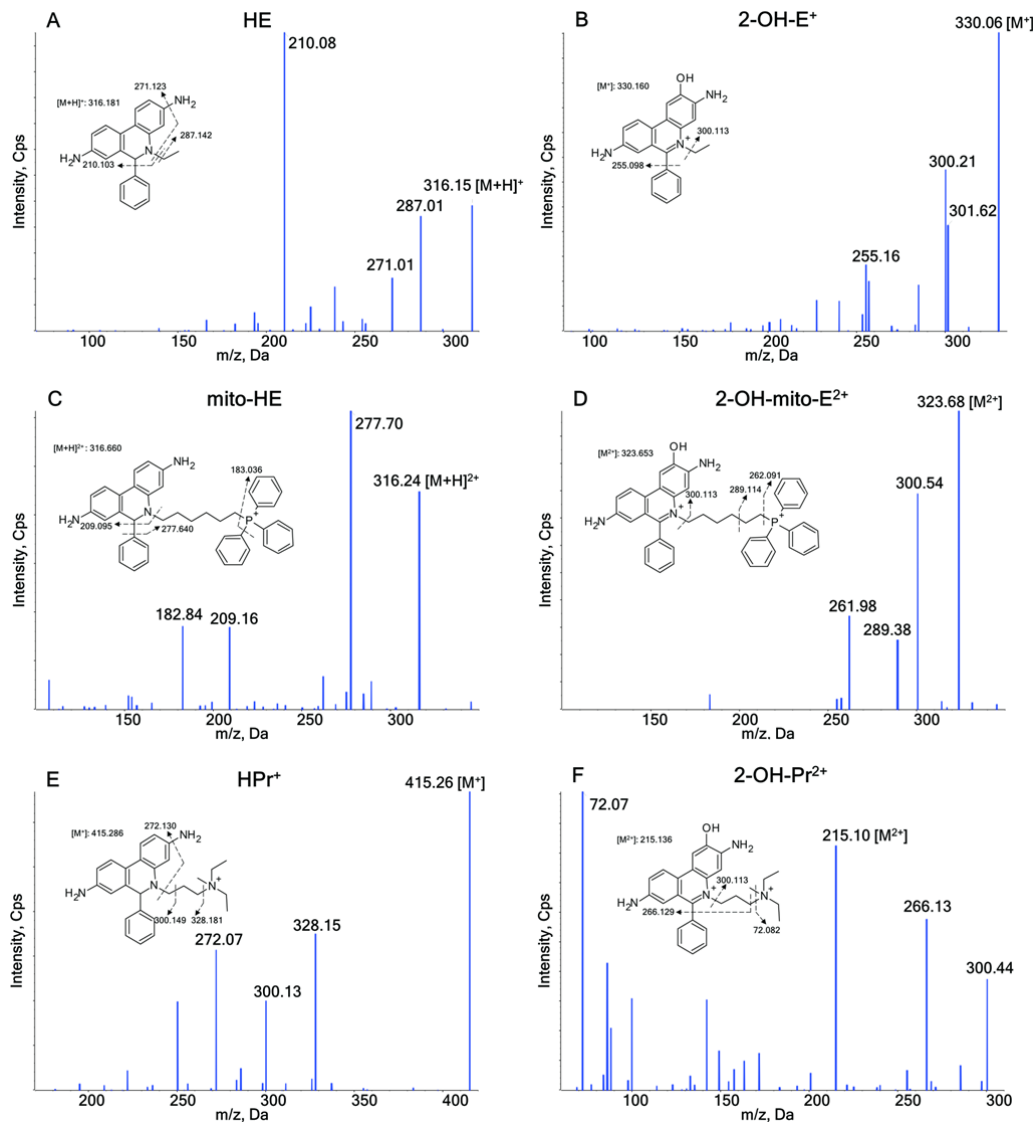 A
HE
210.08
271.123
[M+H]⁺: 316.181
NH₂
287.142
H₂N
N
210.103
316.15 [M+H]⁺
287.01
271.01
Intensity, Cps
100 150 200 250 300
m/z, Da
B
2-OH-E⁺
330.06 [M⁺]
OH
[M⁺]: 330.160
NH₂
300.113
N⁺
H₂N
255.098
300.21
301.62
255.16
Intensity, Cps
100 150 200 250 300
m/z, Da
C
mito-HE
277.70
[M+H]²⁺: 316.660
183.036
NH₂
316.24 [M+H]²⁺
H₂N
N
P⁺
209.095
277.640
182.84
209.16
Intensity, Cps
150 200 250 300
m/z, Da
D
2-OH-mito-E²⁺
323.68 [M²⁺]
OH
[M²⁺]: 323.653
NH₂
262.091
300.113
289.114
300.54
N⁺
P⁺
H₂N
261.98
289.38
Intensity, Cps
150 200 250 300
m/z. Da
E
HPr⁺
415.26 [M⁺]
[M⁺]: 415.286
272.130
NH₂
H₂N
N
N⁺
300.149
328.181
328.15
272.07
300.13
Intensity, Cps
200 250 300 350 400
m/z, Da
F
2-OH-Pr²⁺
72.07
OH
[M²⁺]: 215.136
NH₂
215.10 [M²⁺]
300.113
N⁺
N⁺
H₂N
266.129
72.082
266.13
300.44
Intensity, Cps
100 150 200 250 300
m/z, Da